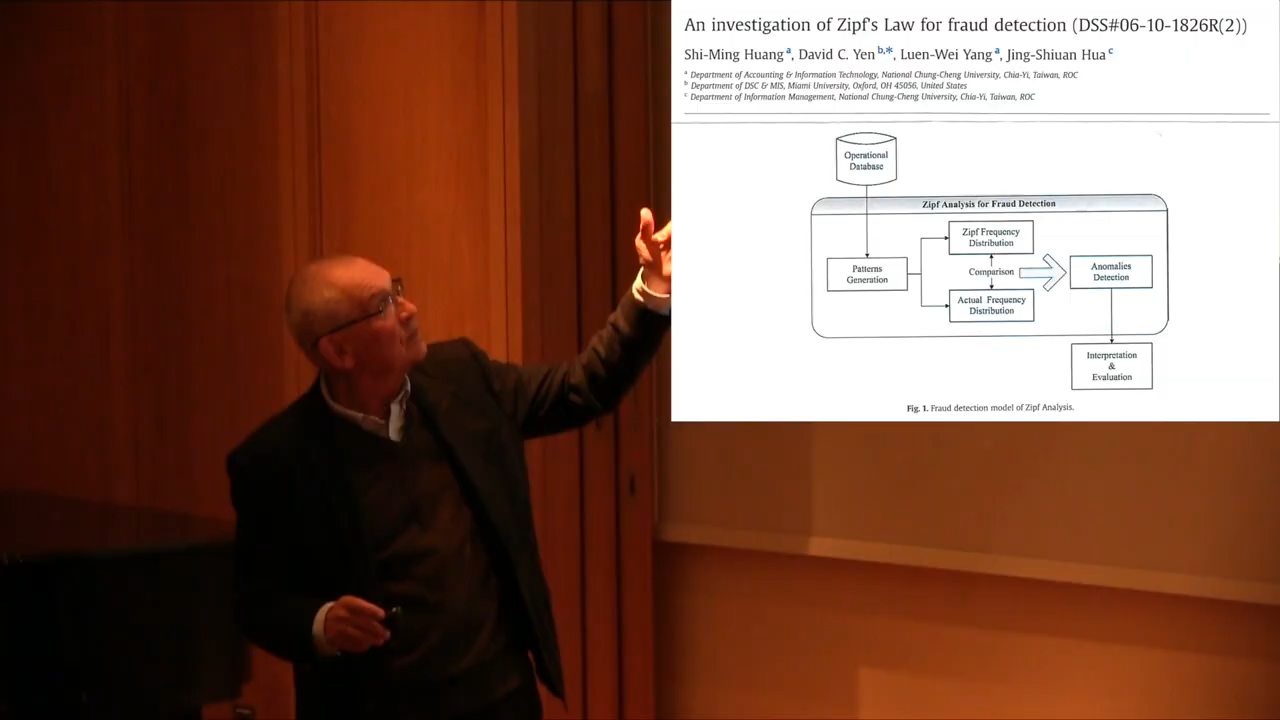 An investigation of Zipf's Law for fraud detection (DSS#06-10-1826R(2))
Shi-Ming Huang a, David C. Yen b,*, Luen-Wei Yang a, Jing-Shiuan Hua c
a Department of Accounting & Information Technology, National Chung-Cheng University, Chia-Yi, Taiwan, ROC
b Department of DSC & MIS, Miami University, Oxford, OH 45056, United States
c Department of Information Management, National Chung-Cheng University, Chia-Yi, Taiwan, ROC
Operational
Database
Zipf Analysis for Fraud Detection
Zipf Frequency
Distribution
Patterns
Generation
Comparison
Anomalies
Detection
Actual Frequency
Distribution
Interpretation
&
Evaluation
Fig. 1. Fraud detection model of Zipf Analysis.